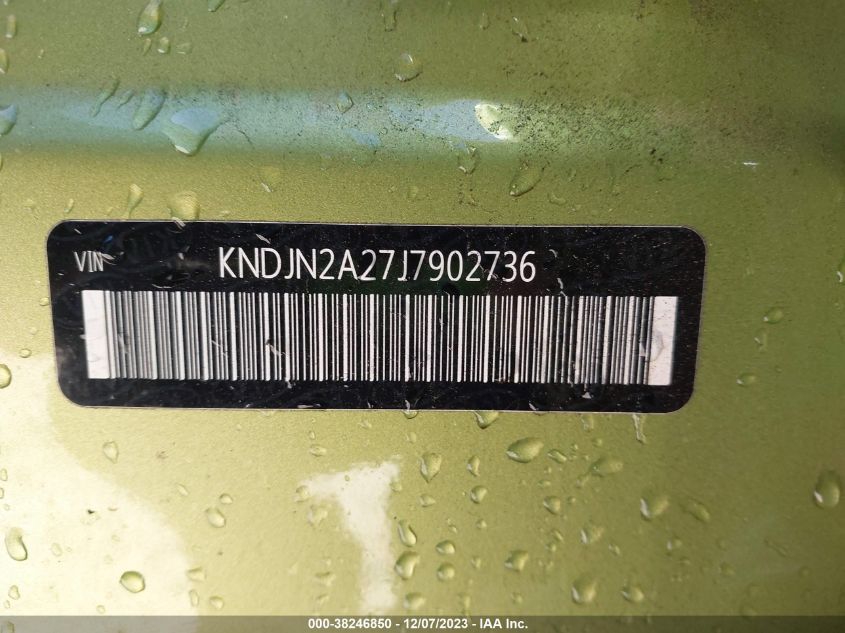 VIN KNDJN2A27J7902736
000-38246850 - 12/07/2023 - IAA Inc.